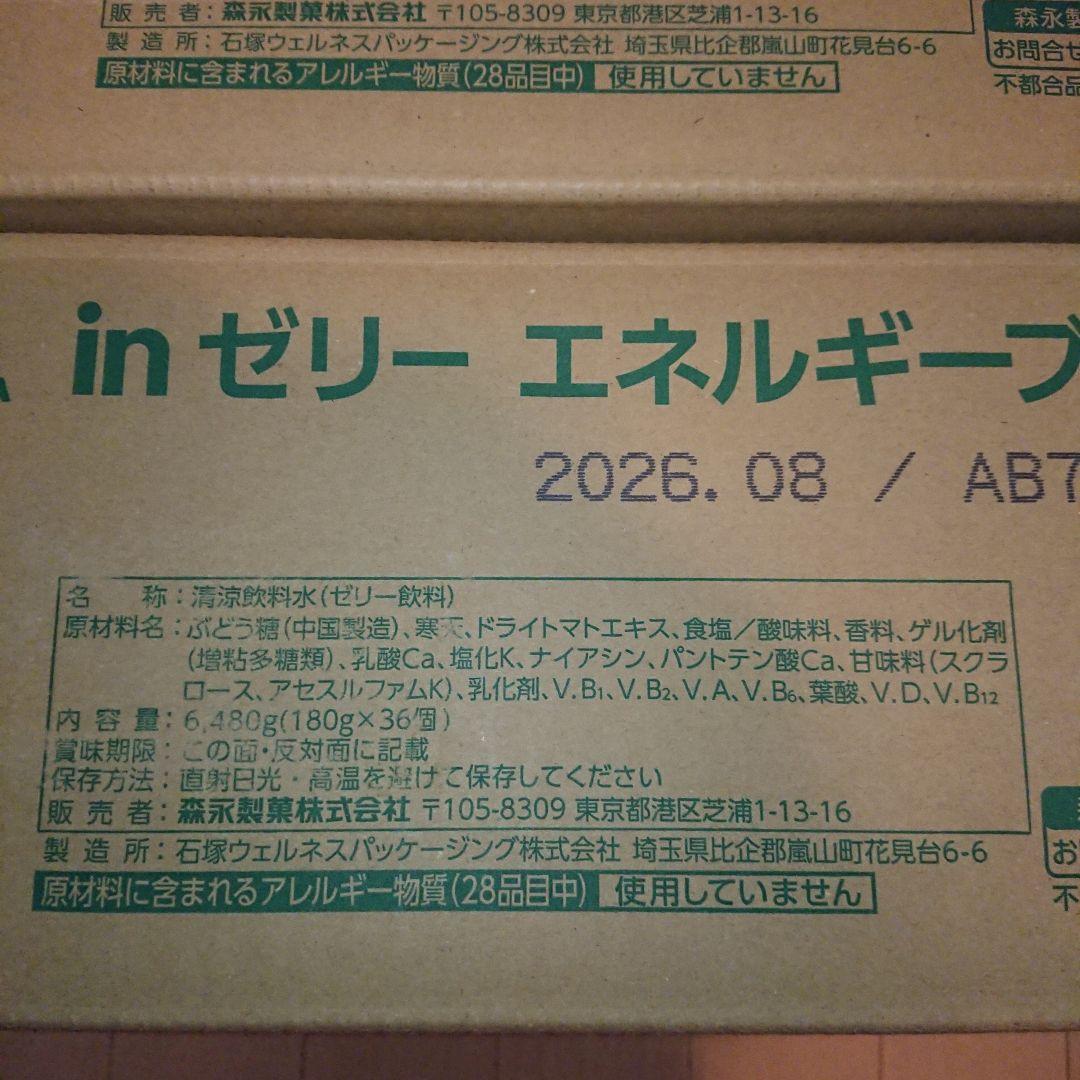 販売者：森永製菓株式会社 〒105-8309 東京都港区芝浦1-13-16
製造所：石塚ウェルネスパッケージング株式会社 埼玉県比企郡嵐山町花見台6-6
原材料に含まれるアレルギー物質(28品目中) 使用していません
森永製
お問合せ
不都合品
inゼリー エネルギーブ
2026.08 / AB7
名称：清涼飲料水(ゼリー飲料)
原材料名：ぶどう糖(中国製造)、寒天、ドライトマトエキス、食塩／酸味料、香料、ゲル化剤
(増粘多糖類)、乳酸Ca、塩化K、ナイアシン、パントテン酸Ca、甘味料(スクラ
ロース、アセスルファムK)、乳化剤、V.B₁、V.B₂、V.A、V.B₆、葉酸、V.D、V.B₁₂
内容量：6,480g(180g×36個)
賞味期限：この面・反対面に記載
保存方法：直射日光・高温を避けて保存してください
販売者：森永製菓株式会社 〒105-8309 東京都港区芝浦1-13-16
製造所：石塚ウェルネスパッケージング株式会社 埼玉県比企郡嵐山町花見台6-6
原材料に含まれるアレルギー物質(28品目中) 使用していません
お
不